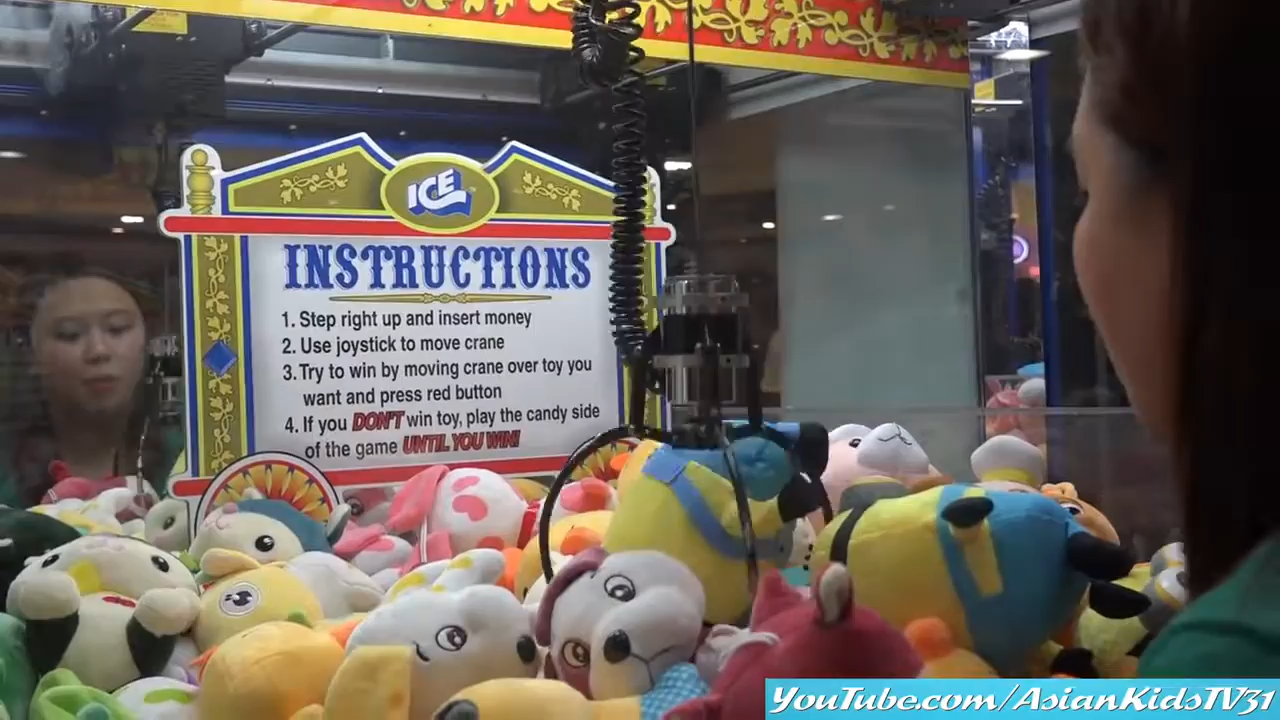 ICE
INSTRUCTIONS
1. Step right up and insert money
2. Use joystick to move crane
3. Try to win by moving crane over toy you
want and press red button
4. If you DON'T win toy, play the candy side
of the game UNTIL YOU WIN!
YouTube.com/AsianKidsTV31